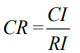 CR = CI / RI